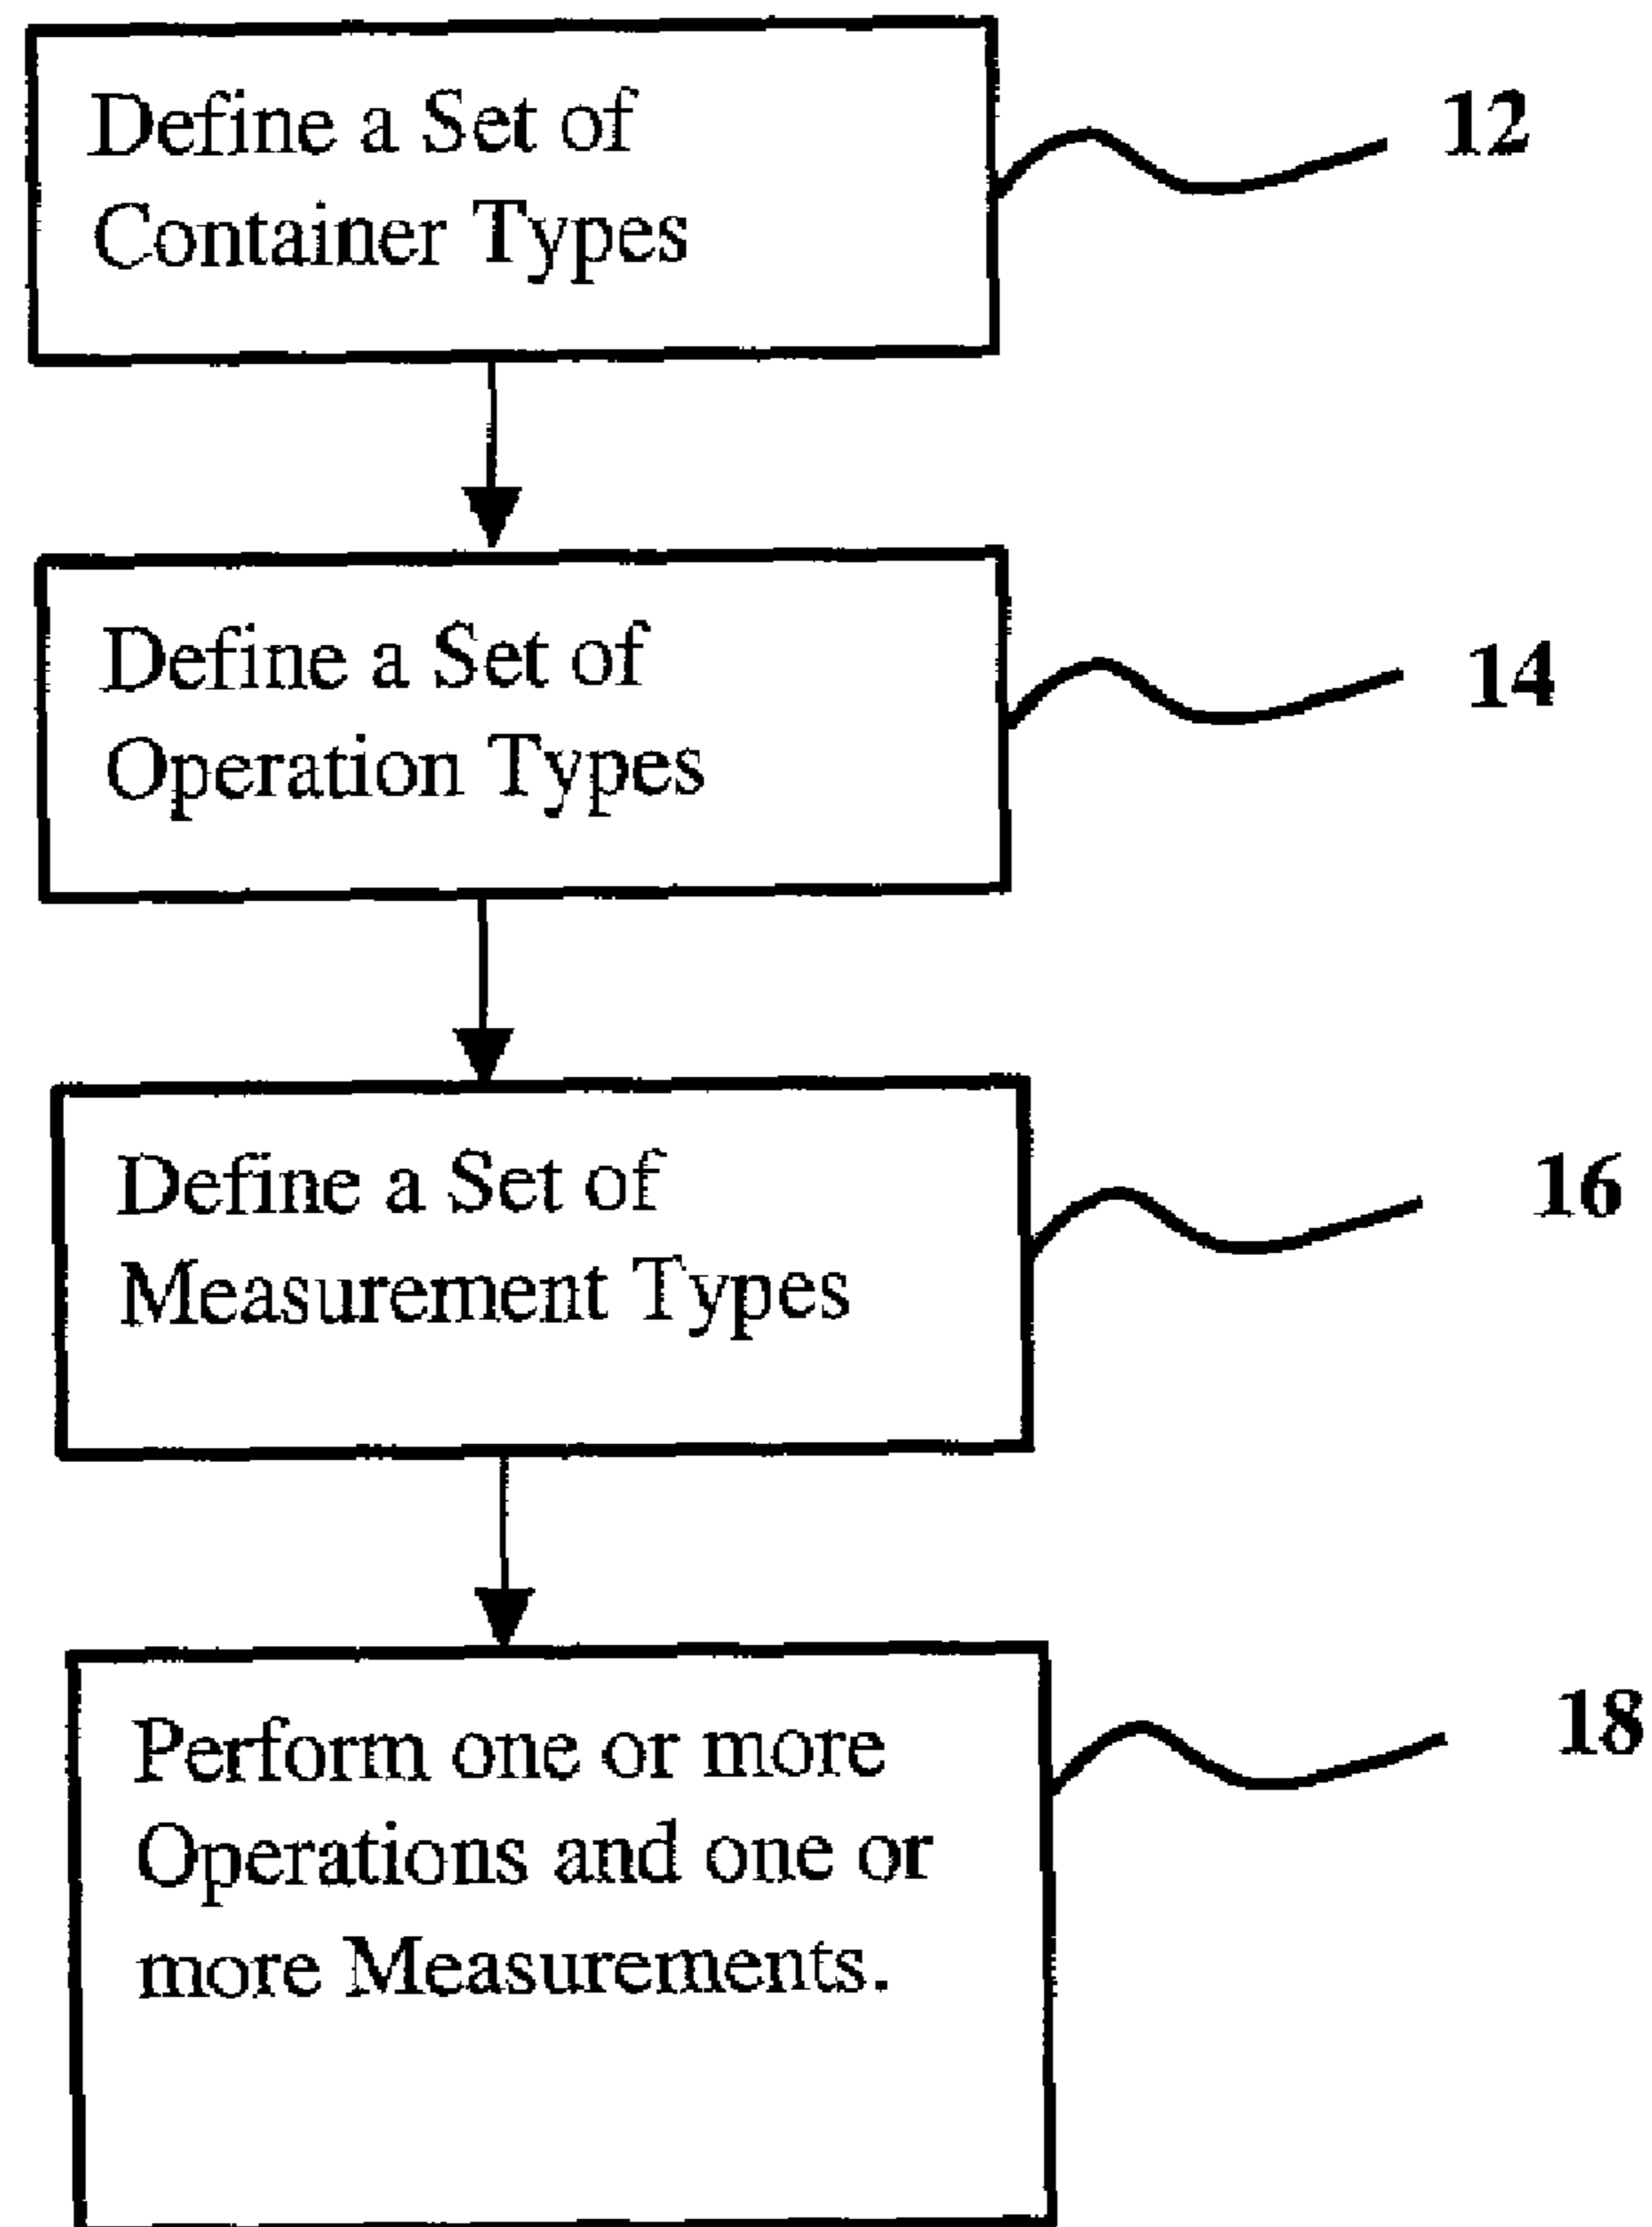 Define a Set of
Container Types
12
Define a Set of
Operation Types
14
Define a Set of
Measurement Types
16
Perform one or more
Operations and one or
more Measurements.
18